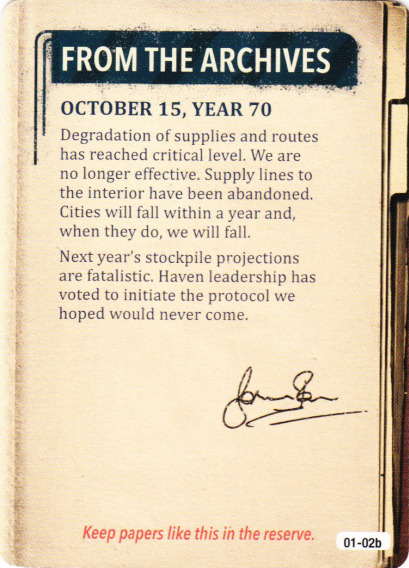 FROM THE ARCHIVES
OCTOBER 15, YEAR 70
Degradation of supplies and routes
has reached critical level. We are
no longer effective. Supply lines to
the interior have been abandoned.
Cities will fall within a year and,
when they do, we will fall.
Next year's stockpile projections
are fatalistic. Haven leadership has
voted to initiate the protocol we
hoped would never come.
Keep papers like this in the reserve.
01-02b